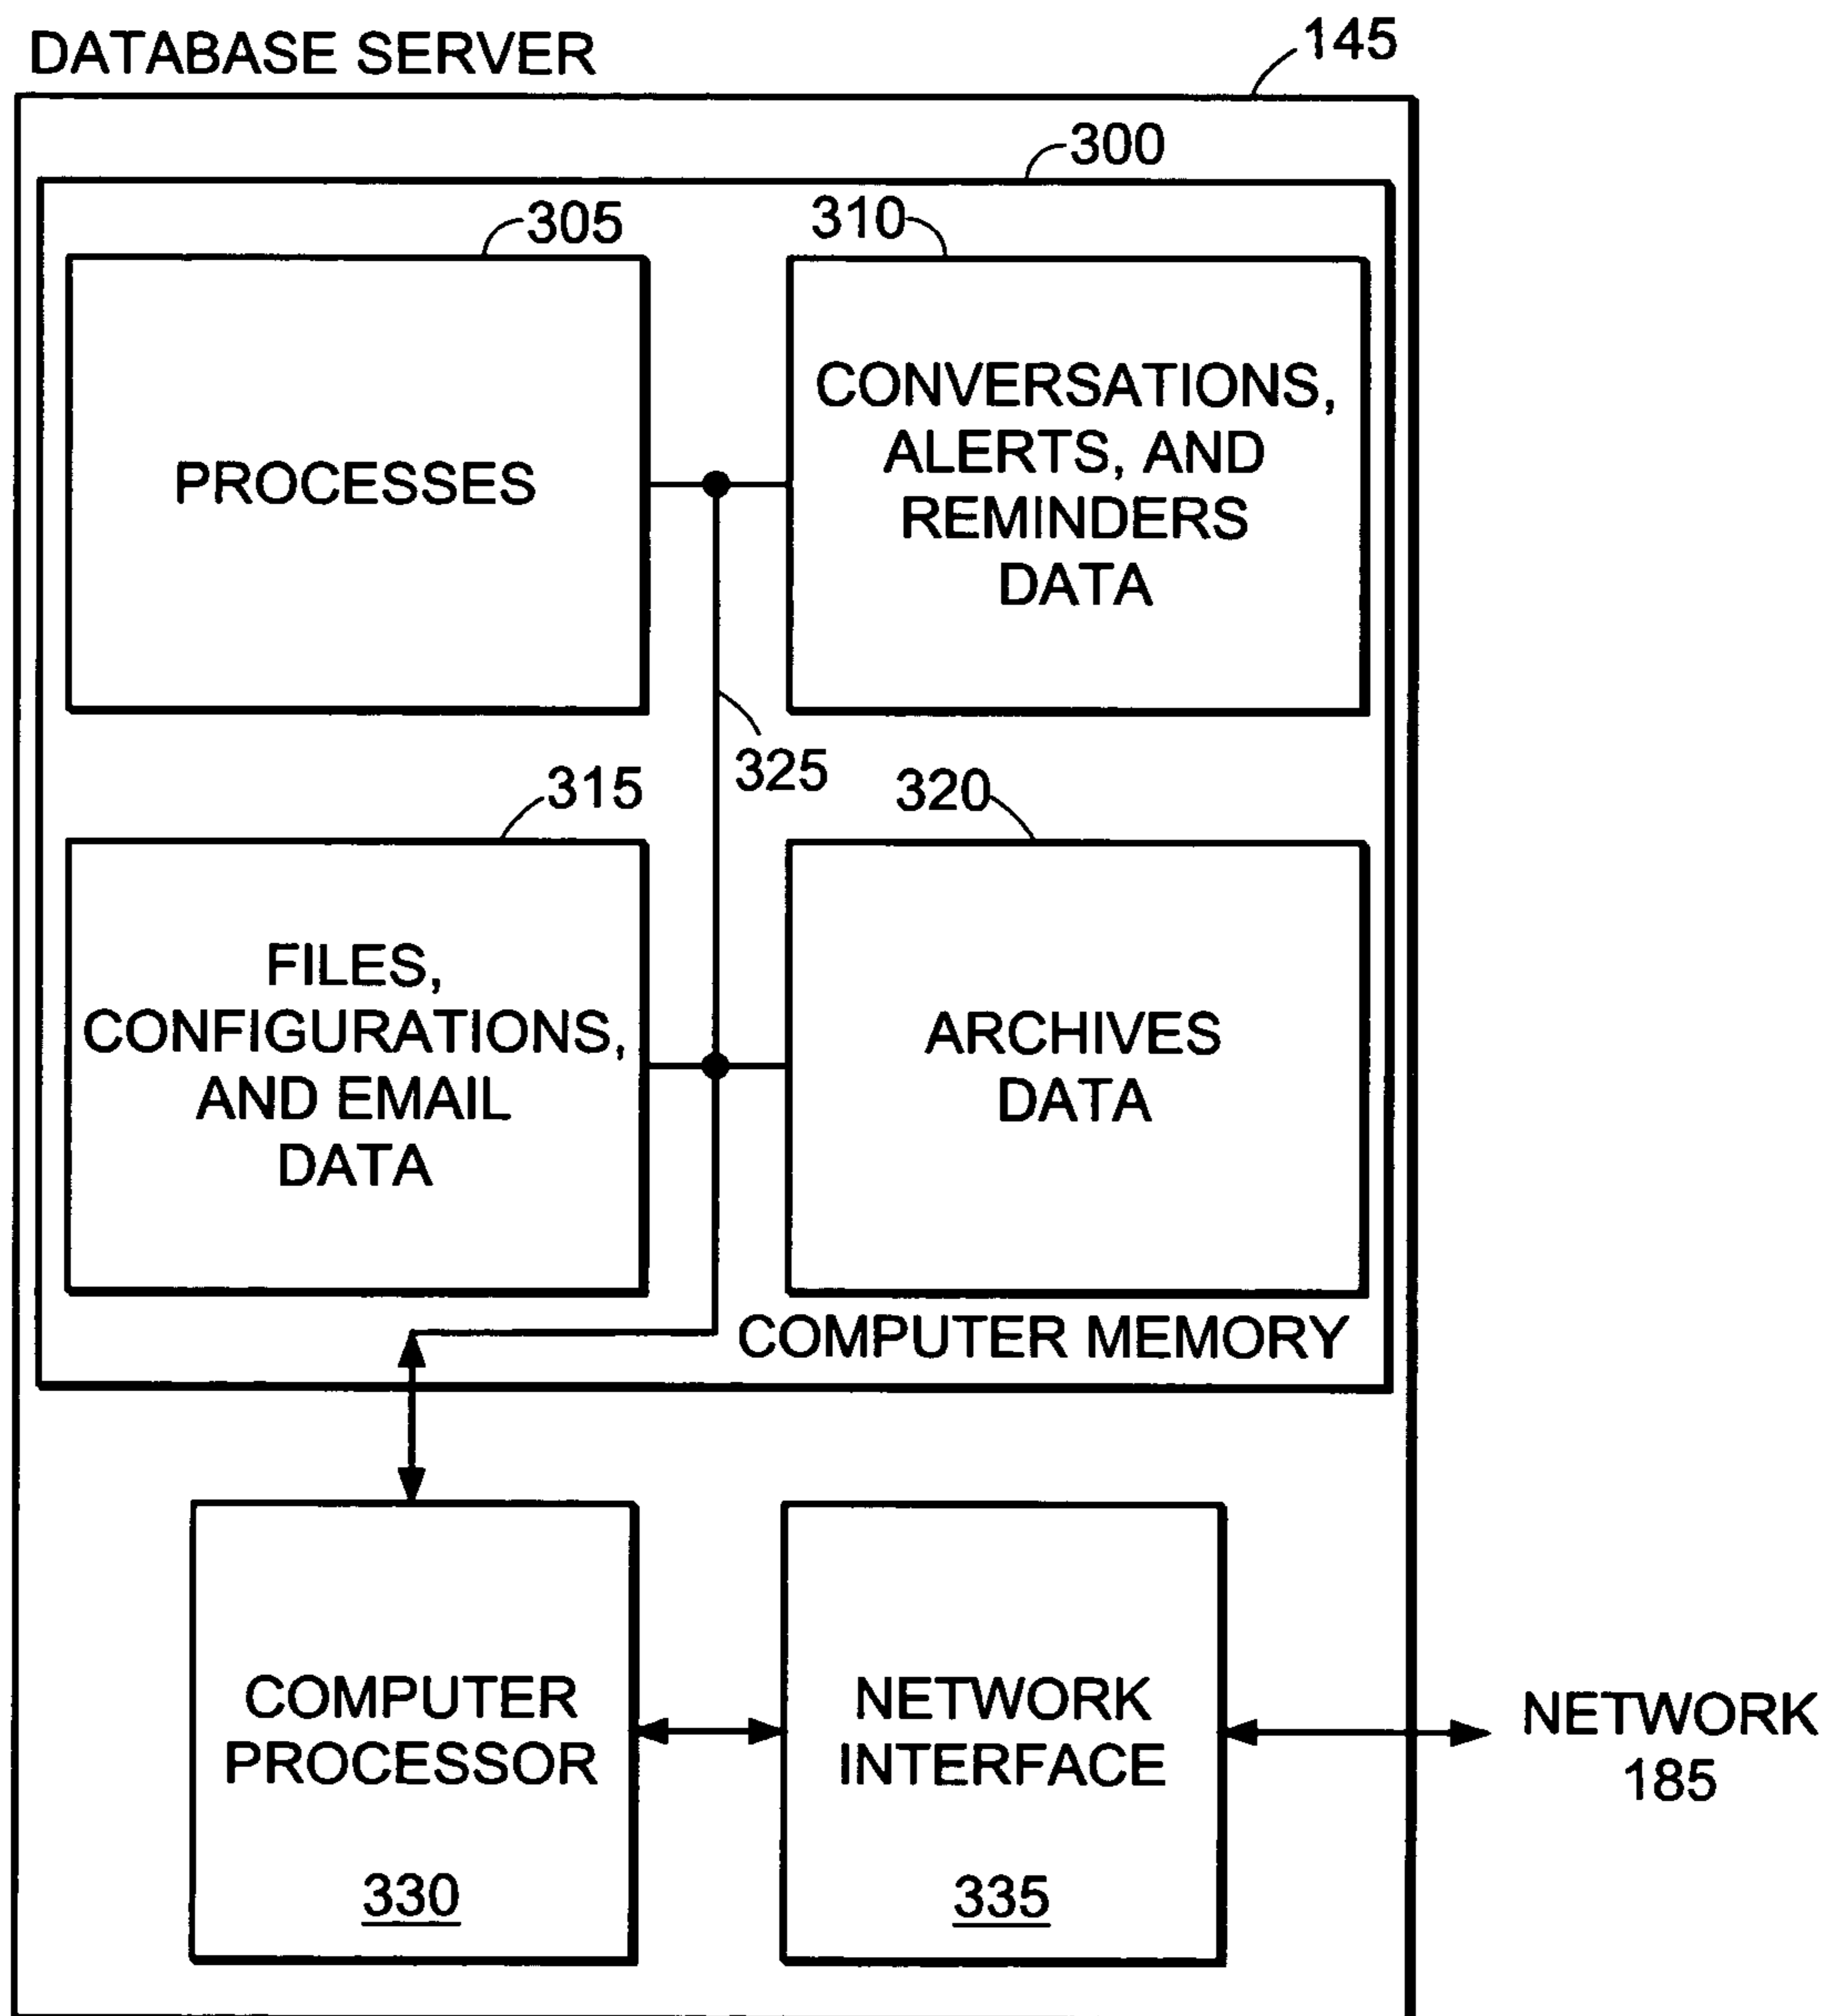 DATABASE SERVER
145
300
305
310
PROCESSES
CONVERSATIONS,
ALERTS, AND
REMINDERS
DATA
325
315
320
FILES,
CONFIGURATIONS,
AND EMAIL
DATA
ARCHIVES
DATA
COMPUTER MEMORY
COMPUTER
PROCESSOR
330
NETWORK
INTERFACE
335
NETWORK
185